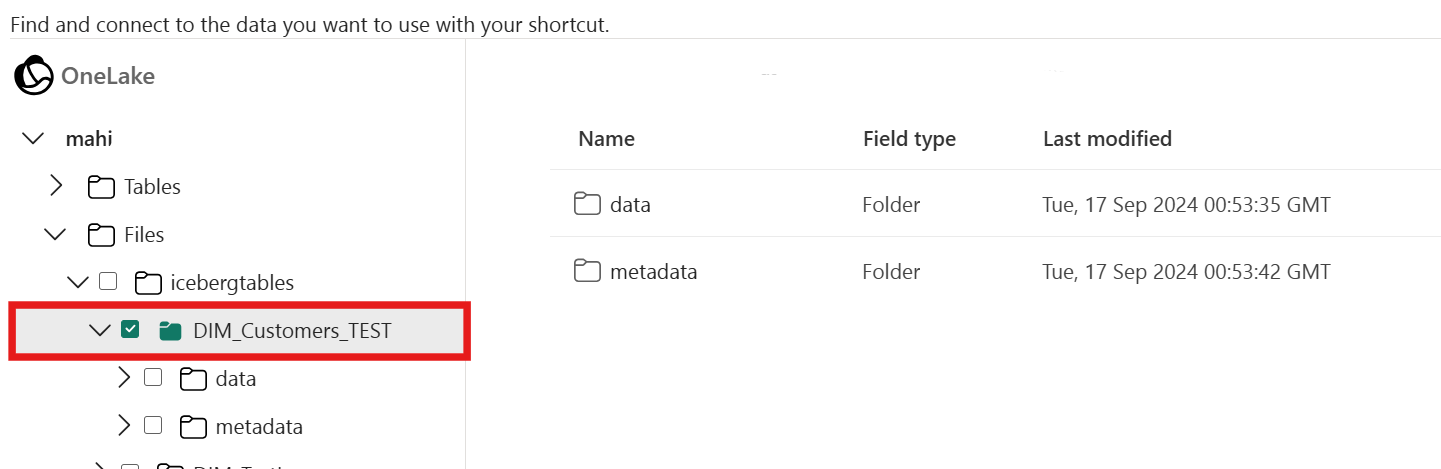 Find and connect to the data you want to use with your shortcut.
OneLake
mahi
Tables
Files
icebergtables
DIM_Customers_TEST
data
metadata
Name Field type Last modified
data Folder Tue, 17 Sep 2024 00:53:35 GMT
metadata Folder Tue, 17 Sep 2024 00:53:42 GMT